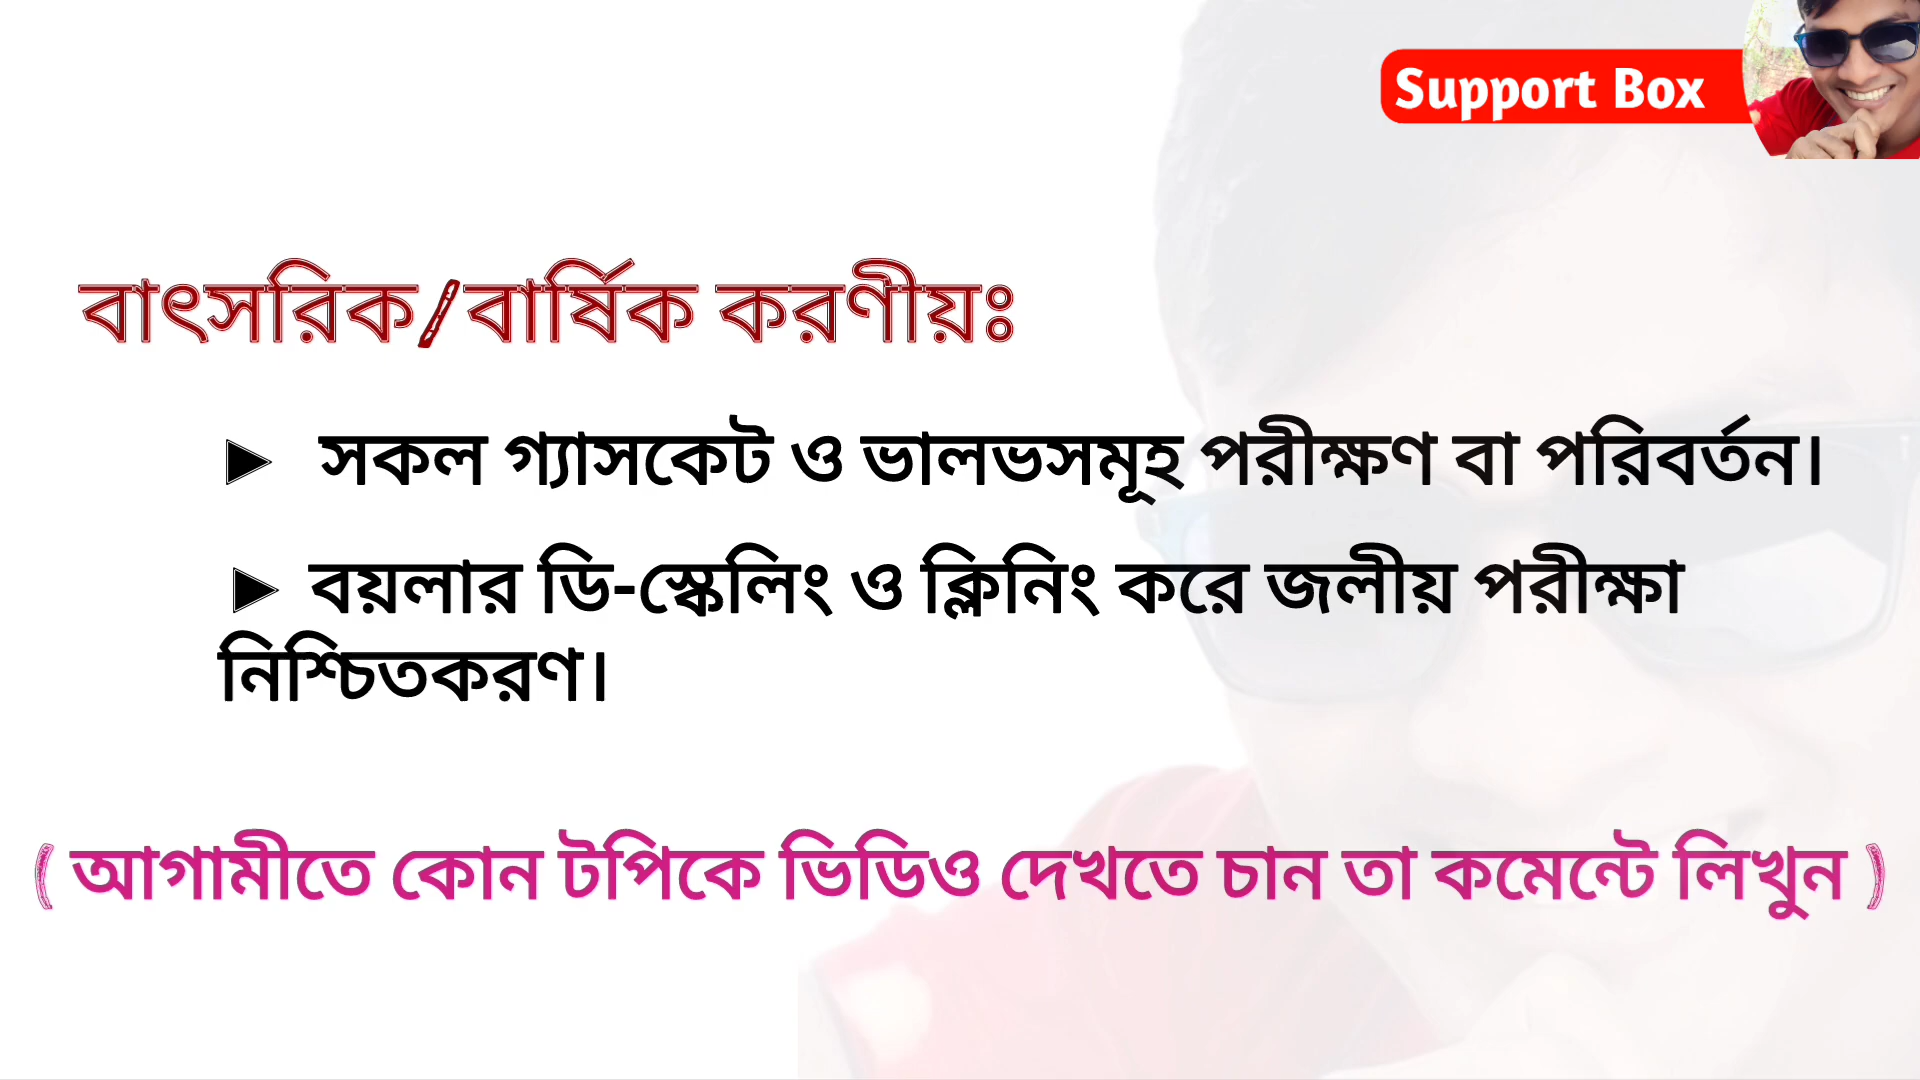 Support Box
বাৎসরিক/বার্ষিক করণীয়ঃ
► সকল গ্যাসকেট ও ভালভসমূহ পরীক্ষণ বা পরিবর্তন।
► বয়লার ডি-স্কেলিং ও ক্লিনিং করে জলীয় পরীক্ষা
নিশ্চিতকরণ।
( আগামীতে কোন টপিকে ভিডিও দেখতে চান তা কমেন্টে লিখুন )